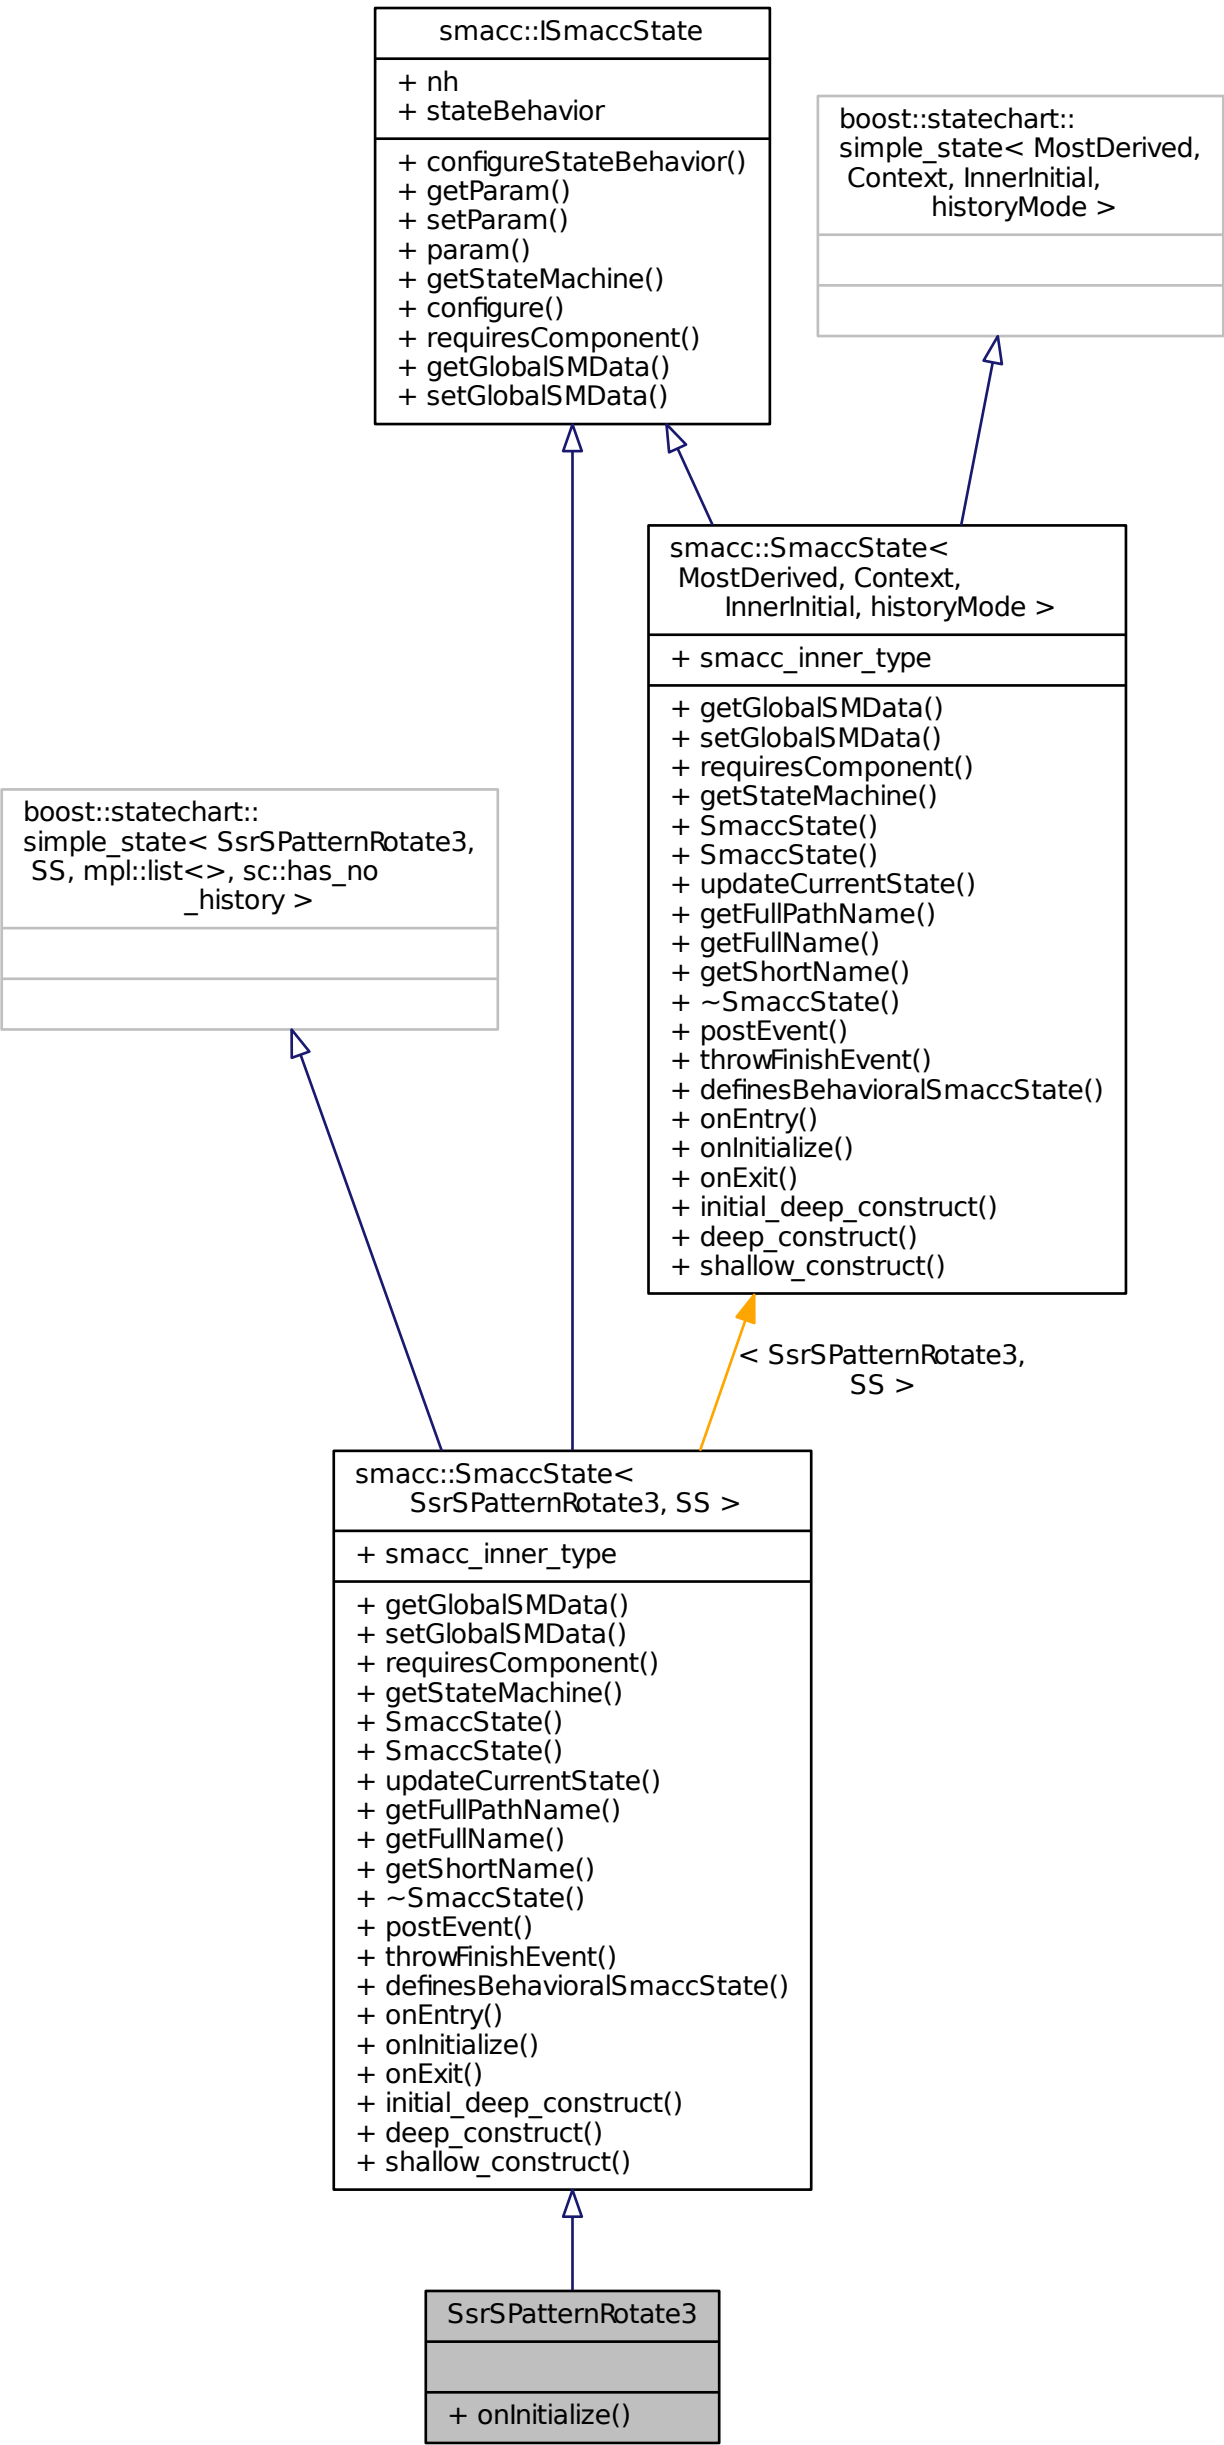 smacc::ISmaccState
+ nh
+ stateBehavior
+ configureStateBehavior()
+ getParam()
+ setParam()
+ param()
+ getStateMachine()
+ configure()
+ requiresComponent()
+ getGlobalSMData()
+ setGlobalSMData()
boost::statechart::
simple_state< MostDerived,
Context, InnerInitial,
historyMode >
smacc::SmaccState<
MostDerived, Context,
InnerInitial, historyMode >
+ smacc_inner_type
+ getGlobalSMData()
+ setGlobalSMData()
+ requiresComponent()
+ getStateMachine()
+ SmaccState()
+ SmaccState()
+ updateCurrentState()
+ getFullPathName()
+ getFullName()
+ getShortName()
+ ~SmaccState()
+ postEvent()
+ throwFinishEvent()
+ definesBehavioralSmaccState()
+ onEntry()
+ onInitialize()
+ onExit()
+ initial_deep_construct()
+ deep_construct()
+ shallow_construct()
boost::statechart::
simple_state< SsrSPatternRotate3,
SS, mpl::list<>, sc::has_no
_history >
< SsrSPatternRotate3,
SS >
smacc::SmaccState<
SsrSPatternRotate3, SS >
+ smacc_inner_type
+ getGlobalSMData()
+ setGlobalSMData()
+ requiresComponent()
+ getStateMachine()
+ SmaccState()
+ SmaccState()
+ updateCurrentState()
+ getFullPathName()
+ getFullName()
+ getShortName()
+ ~SmaccState()
+ postEvent()
+ throwFinishEvent()
+ definesBehavioralSmaccState()
+ onEntry()
+ onInitialize()
+ onExit()
+ initial_deep_construct()
+ deep_construct()
+ shallow_construct()
SsrSPatternRotate3
+ onInitialize()